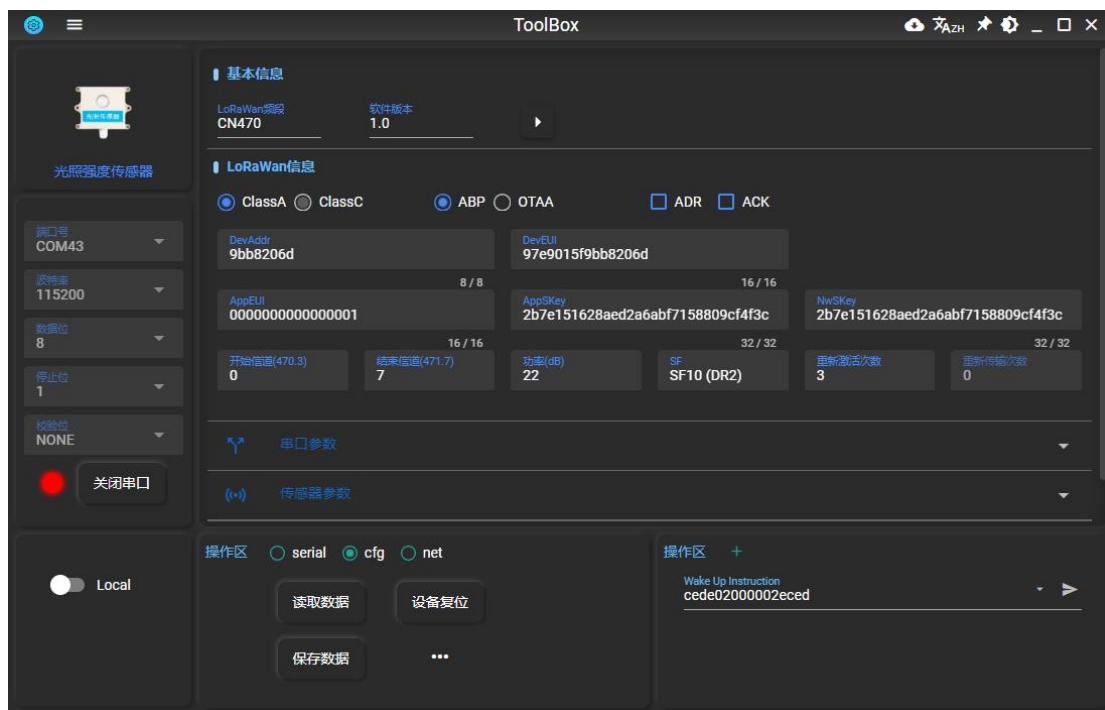 ToolBox
ZH
光照强度传感器
端口号
COM43
波特率
115200
数据位
8
停止位
1
校验位
NONE
关闭串口
Local
基本信息
LoRaWan频段
CN470
软件版本
1.0
LoRaWan信息
ClassA ClassC ABP OTAA ADR ACK
DevAddr
9bb8206d
8 / 8
DevEUI
97e9015f9bb8206d
16 / 16
AppEUI
0000000000000001
16 / 16
AppSKey
2b7e151628aed2a6abf7158809cf4f3c
32 / 32
NwSKey
2b7e151628aed2a6abf7158809cf4f3c
32 / 32
开始信道(470.3)
0
结束信道(471.7)
7
功率(dB)
22
SF
SF10 (DR2)
重新激活次数
3
重新传输次数
0
串口参数
传感器参数
操作区 serial cfg net
读取数据 设备复位
保存数据 •••
操作区 +
Wake Up Instruction
cede02000002eced